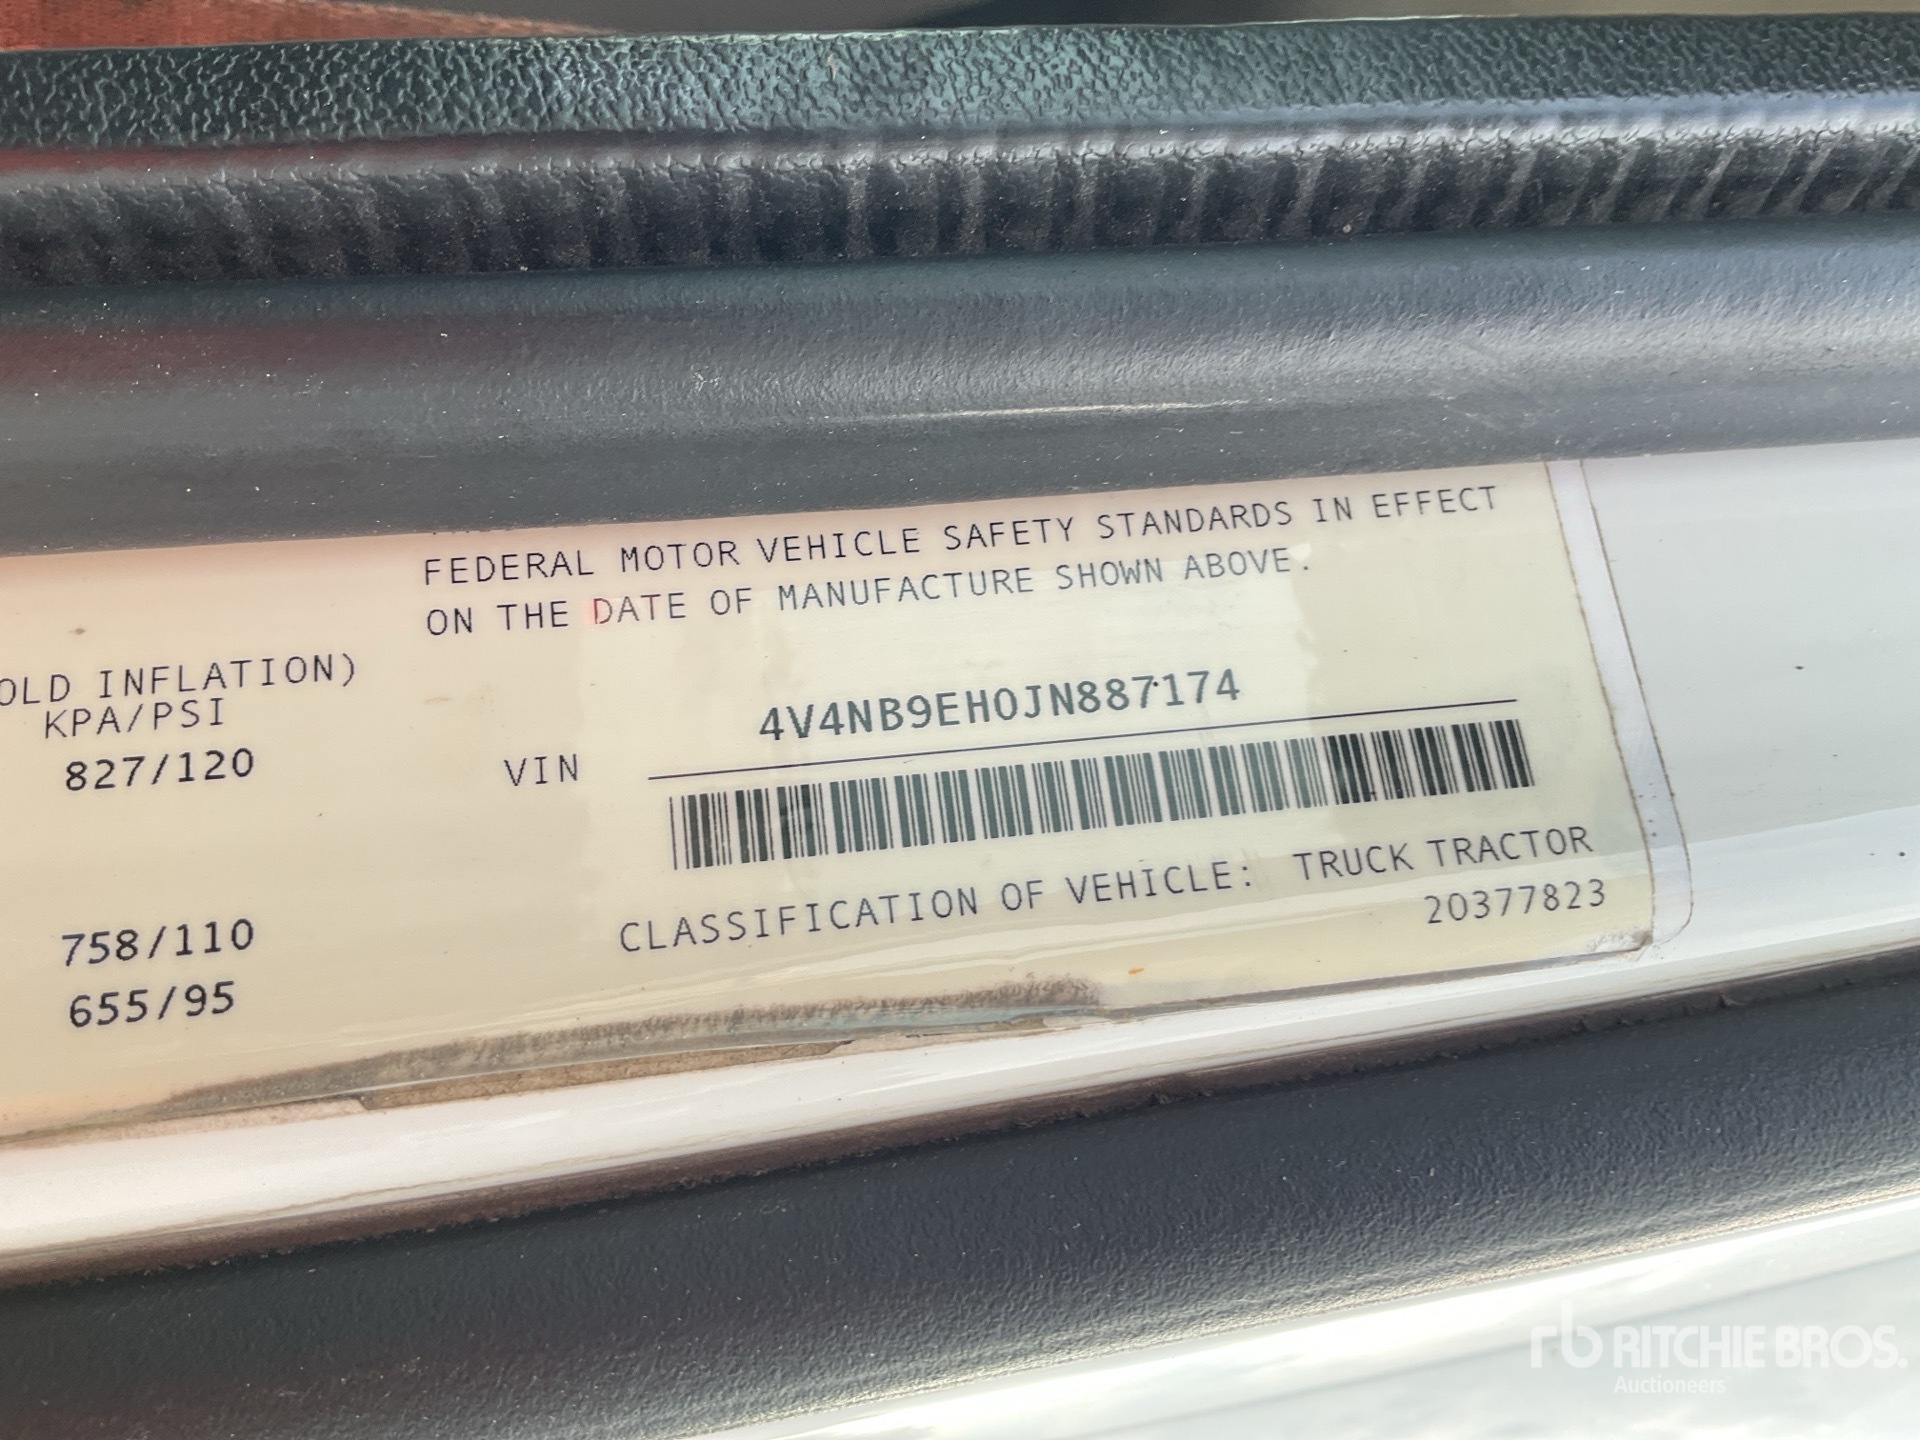 FEDERAL MOTOR VEHICLE SAFETY STANDARDS IN EFFECT
ON THE DATE OF MANUFACTURE SHOWN ABOVE.
OLD INFLATION)
KPA/PSI
827/120
VIN 4V4NB9EH0JN887174
758/110
655/95
CLASSIFICATION OF VEHICLE: TRUCK TRACTOR
20377823
rb RITCHIE BROS.
Auctioneers